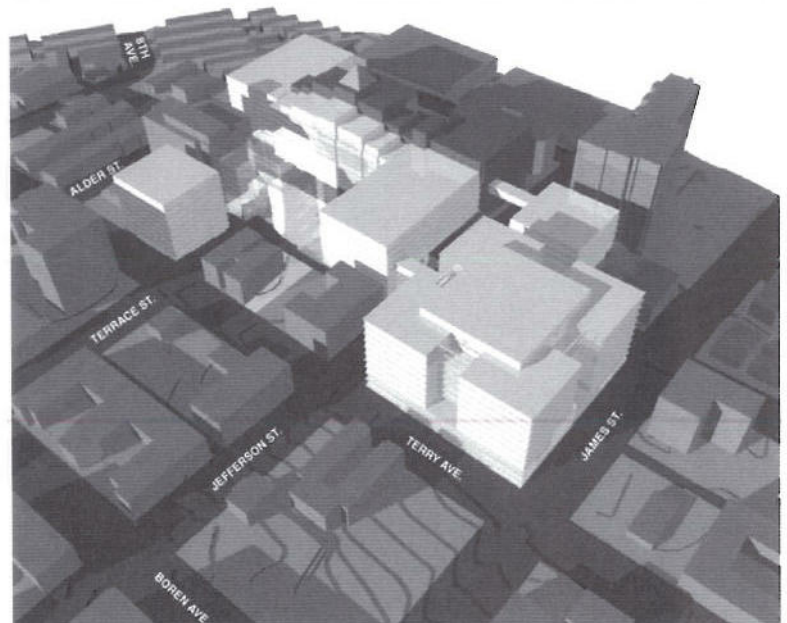 8TH
AVE.
ALDER ST.
TERRACE ST.
JEFFERSON ST.
TERRY AVE.
JAMES ST.
BOREN AVE.